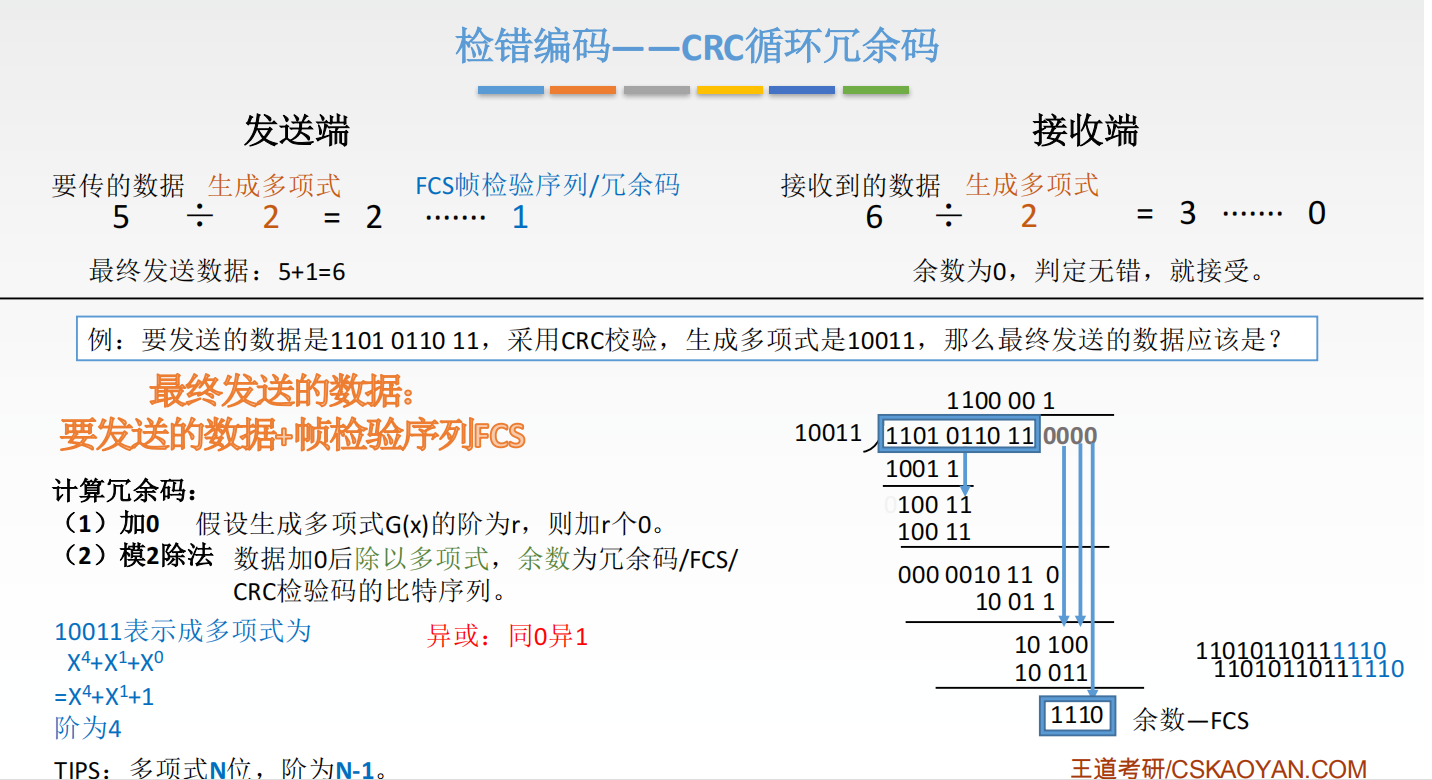 检错编码——CRC循环冗余码
发送端
接收端
要传的数据 生成多项式 FCS帧检验序列/冗余码
5 ÷ 2 = 2 ······· 1
最终发送数据：5+1=6
接收到的数据 生成多项式
6 ÷ 2 = 3 ······· 0
余数为0，判定无错，就接受。
例：要发送的数据是1101 0110 11，采用CRC校验，生成多项式是10011，那么最终发送的数据应该是？
最终发送的数据：
要发送的数据+帧检验序列FCS
计算冗余码：
（1）加0 假设生成多项式G(x)的阶为r，则加r个0。
（2）模2除法 数据加0后除以多项式，余数为冗余码/FCS/
CRC检验码的比特序列。
10011表示成多项式为
X⁴+X¹+X⁰
=X⁴+X¹+1
阶为4
异或：同0异1
TIPS：多项式N位，阶为N-1。
1100 00 1
10011 1101 0110 11 0000
1001 1
0100 11
100 11
000 0010 11 0
10 01 1
10 100
10 011
1110 余数—FCS
11010110111110
11010110111110
王道考研/CSKAOYAN.COM